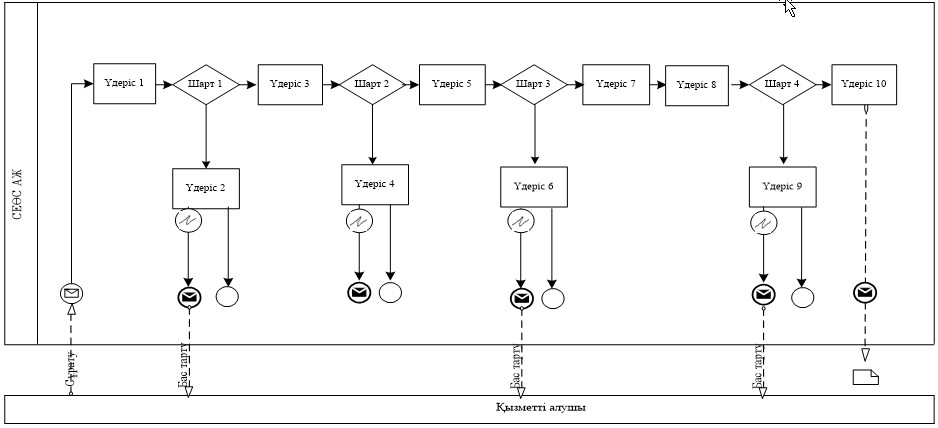 Үдеріс 1
Шарт 1
Үдеріс 3
Шарт 2
Үдеріс 5
Шарт 3
Үдеріс 7
Үдеріс 8
Шарт 4
Үдеріс 10
СЕӨС АЖ
Үдеріс 2
Үдеріс 4
Үдеріс 6
Үдеріс 9
Сұрату
Бас тарту
Бас тарту
Бас тарту
Қызметті алушы